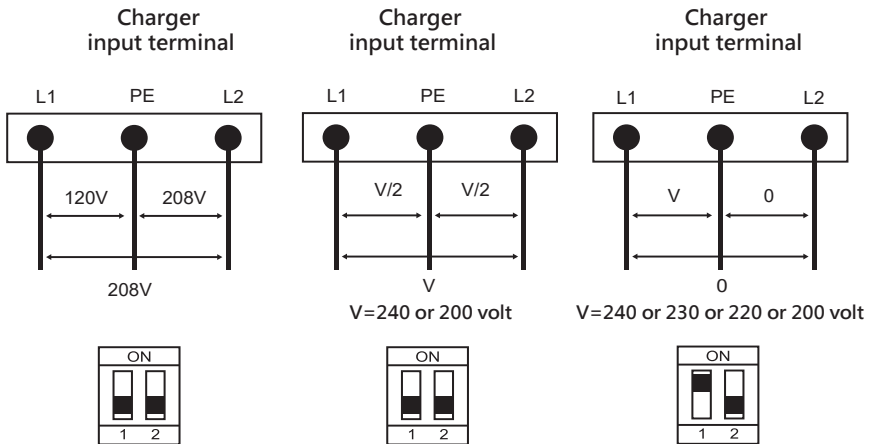 Charger
input terminal
L1 PE L2
120V 208V
208V
ON
1 2
Charger
input terminal
L1 PE L2
V/2 V/2
V
V=240 or 200 volt
ON
1 2
Charger
input terminal
L1 PE L2
V 0
0
V=240 or 230 or 220 or 200 volt
ON
1 2